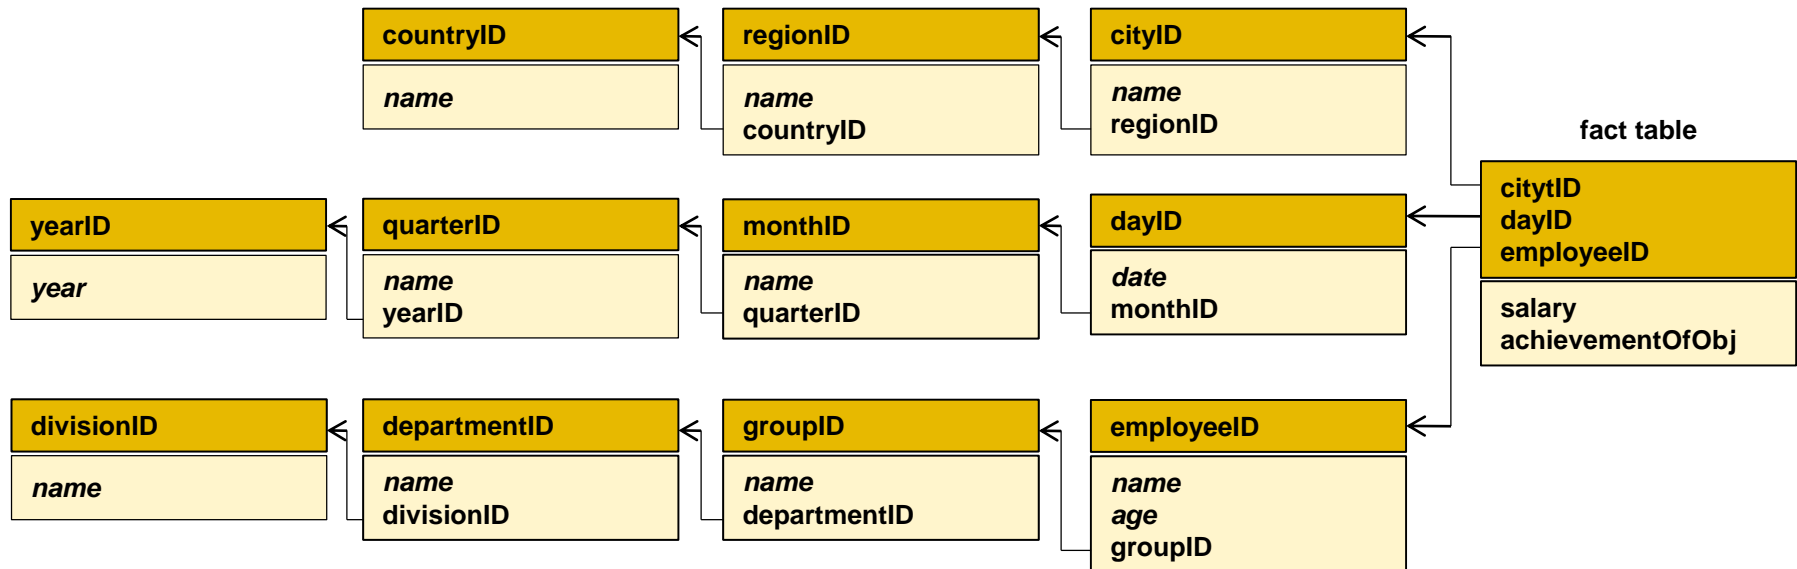 countryID
name
regionID
name
countryID
cityID
name
regionID
fact table
citytID
dayID
employeeID
salary
achievementOfObj
yearID
year
quarterID
name
yearID
monthID
name
quarterID
dayID
date
monthID
divisionID
name
departmentID
name
divisionID
groupID
name
departmentID
employeeID
name
age
groupID